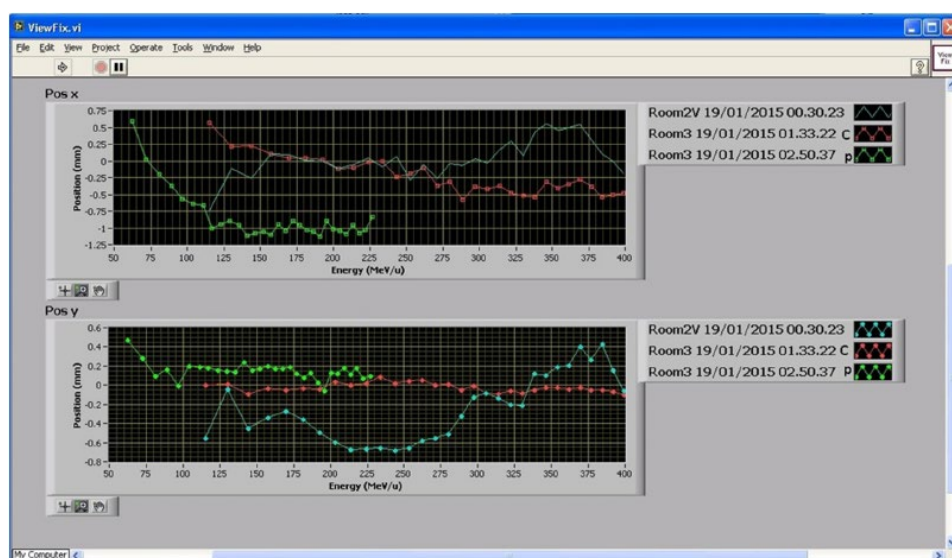 ViewFix.vi
File Edit View Project Operate Tools Window Help
View
Fix
Pos x
Room2V 19/01/2015 00.30.23
Room3 19/01/2015 01.33.22 C
Room3 19/01/2015 02.50.37 p
Position (mm)
0.75
0.5
0.25
0
-0.25
-0.5
-0.75
-1
-1.25
50 75 100 125 150 175 200 225 250 275 300 325 350 375 400
Energy (MeV/u)
Pos y
Room2V 19/01/2015 00.30.23
Room3 19/01/2015 01.33.22 C
Room3 19/01/2015 02.50.37 p
Position (mm)
0.6
0.4
0.2
0
-0.2
-0.4
-0.6
-0.8
50 75 100 125 150 175 200 225 250 275 300 325 350 375 400
Energy (MeV/u)
My Computer